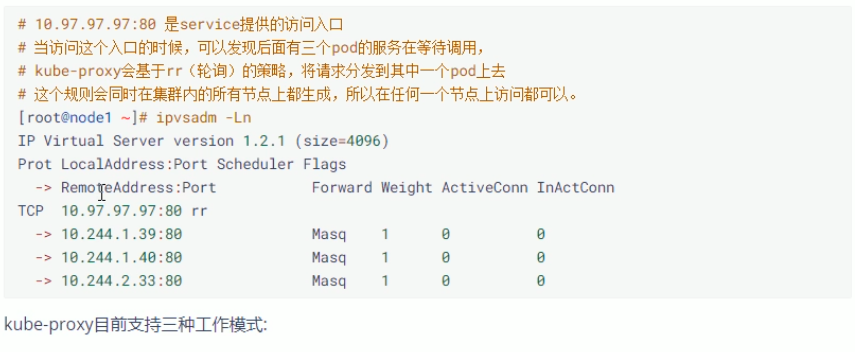 # 10.97.97.97:80 是service提供的访问入口
# 当访问这个入口的时候，可以发现后面有三个pod的服务在等待调用，
# kube-proxy会基于rr（轮询）的策略，将请求分发到其中一个pod上去
# 这个规则会同时在集群内的所有节点上都生成，所以在任何一个节点上访问都可以。
[root@node1 ~]# ipvsadm -Ln
IP Virtual Server version 1.2.1 (size=4096)
Prot LocalAddress:Port Scheduler Flags
-> RemoteAddress:Port Forward Weight ActiveConn InActConn
TCP 10.97.97.97:80 rr
-> 10.244.1.39:80 Masq 1 0 0
-> 10.244.1.40:80 Masq 1 0 0
-> 10.244.2.33:80 Masq 1 0 0
kube-proxy目前支持三种工作模式: